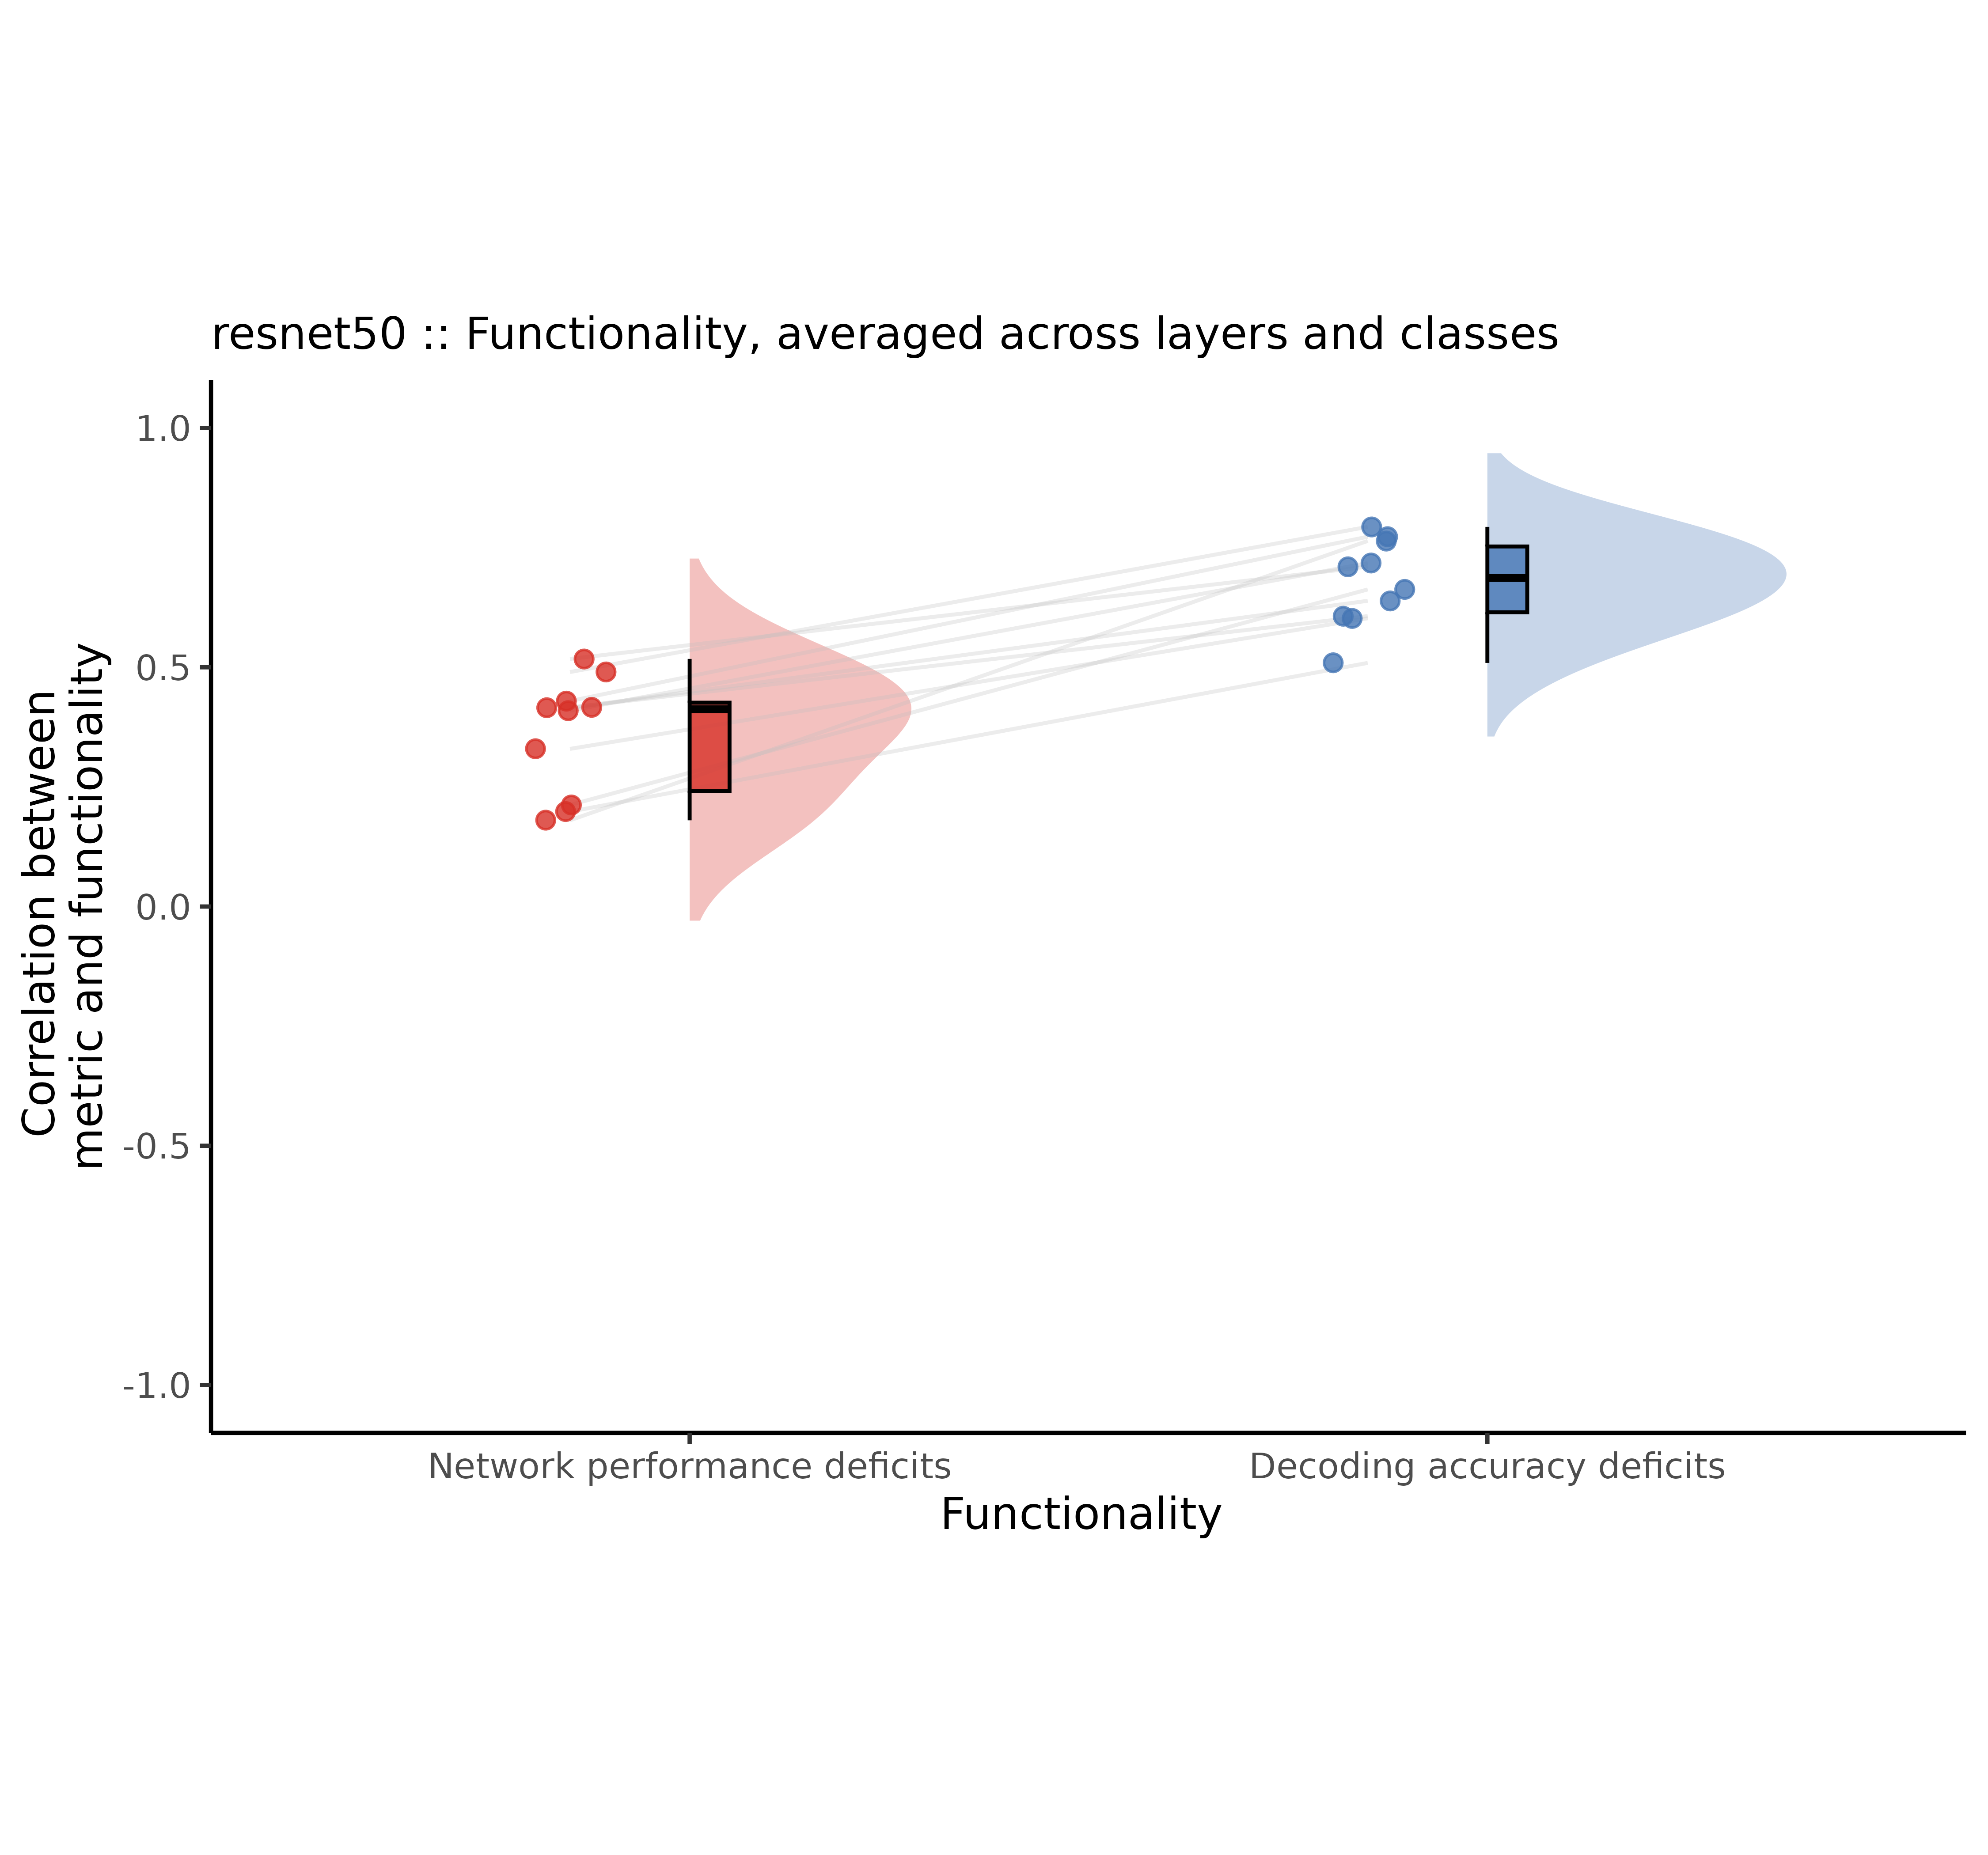 resnet50 :: Functionality, averaged across layers and classes
Correlation between
metric and functionality
1.0
0.5
0.0
-0.5
-1.0
Network performance deficits
Decoding accuracy deficits
Functionality